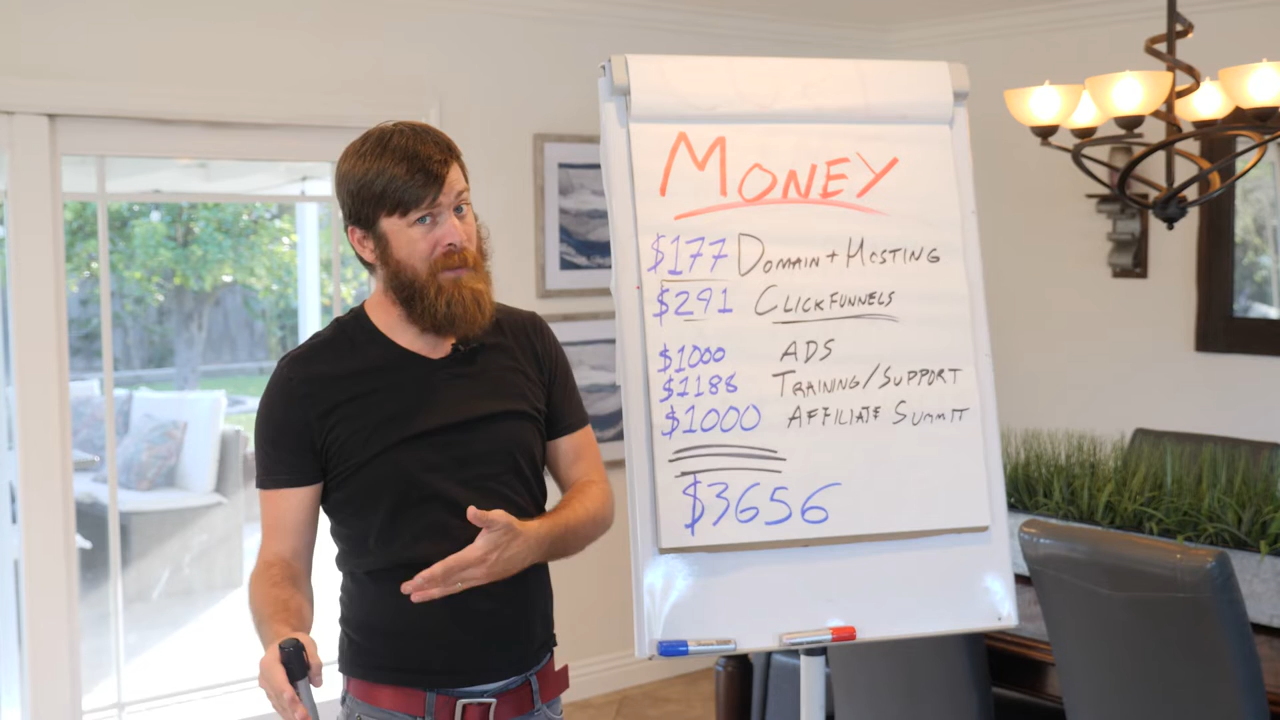 MONEY
$177 DOMAIN + HOSTING
$291 CLICKFUNNELS
$1000 ADS
$1188 TRAINING/SUPPORT
$1000 AFFILIATE SUMMIT
$3656